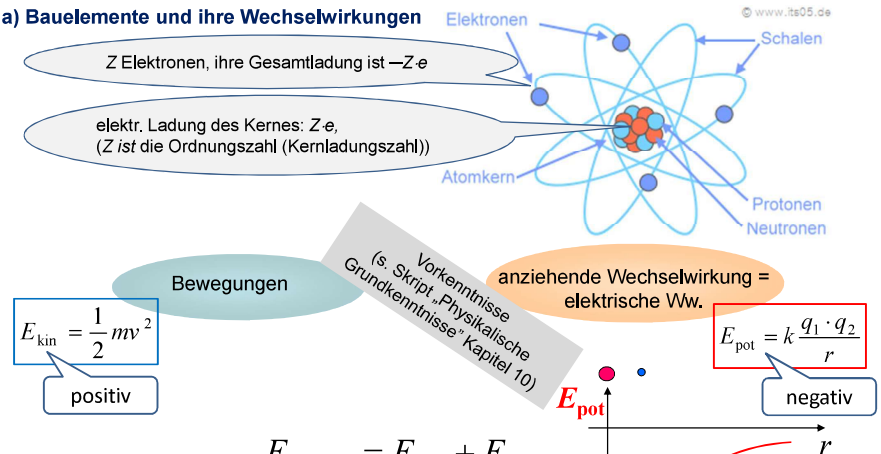 a) Bauelemente und ihre Wechselwirkungen
© www.its05.de
Elektronen
Schalen
Z Elektronen, ihre Gesamtladung ist —Z·e
elektr. Ladung des Kernes: Z·e,
(Z ist die Ordnungszahl (Kernladungszahl))
Atomkern
Protonen
Neutronen
Vorkenntnisse
(s. Skript „Physikalische
Grundkenntnisse" Kapitel 10)
Bewegungen
anziehende Wechselwirkung =
elektrische Ww.
E_kin = 1/2 mv²
positiv
E_pot = k q₁ · q₂ / r
negativ
E_pot
r
E = E + E